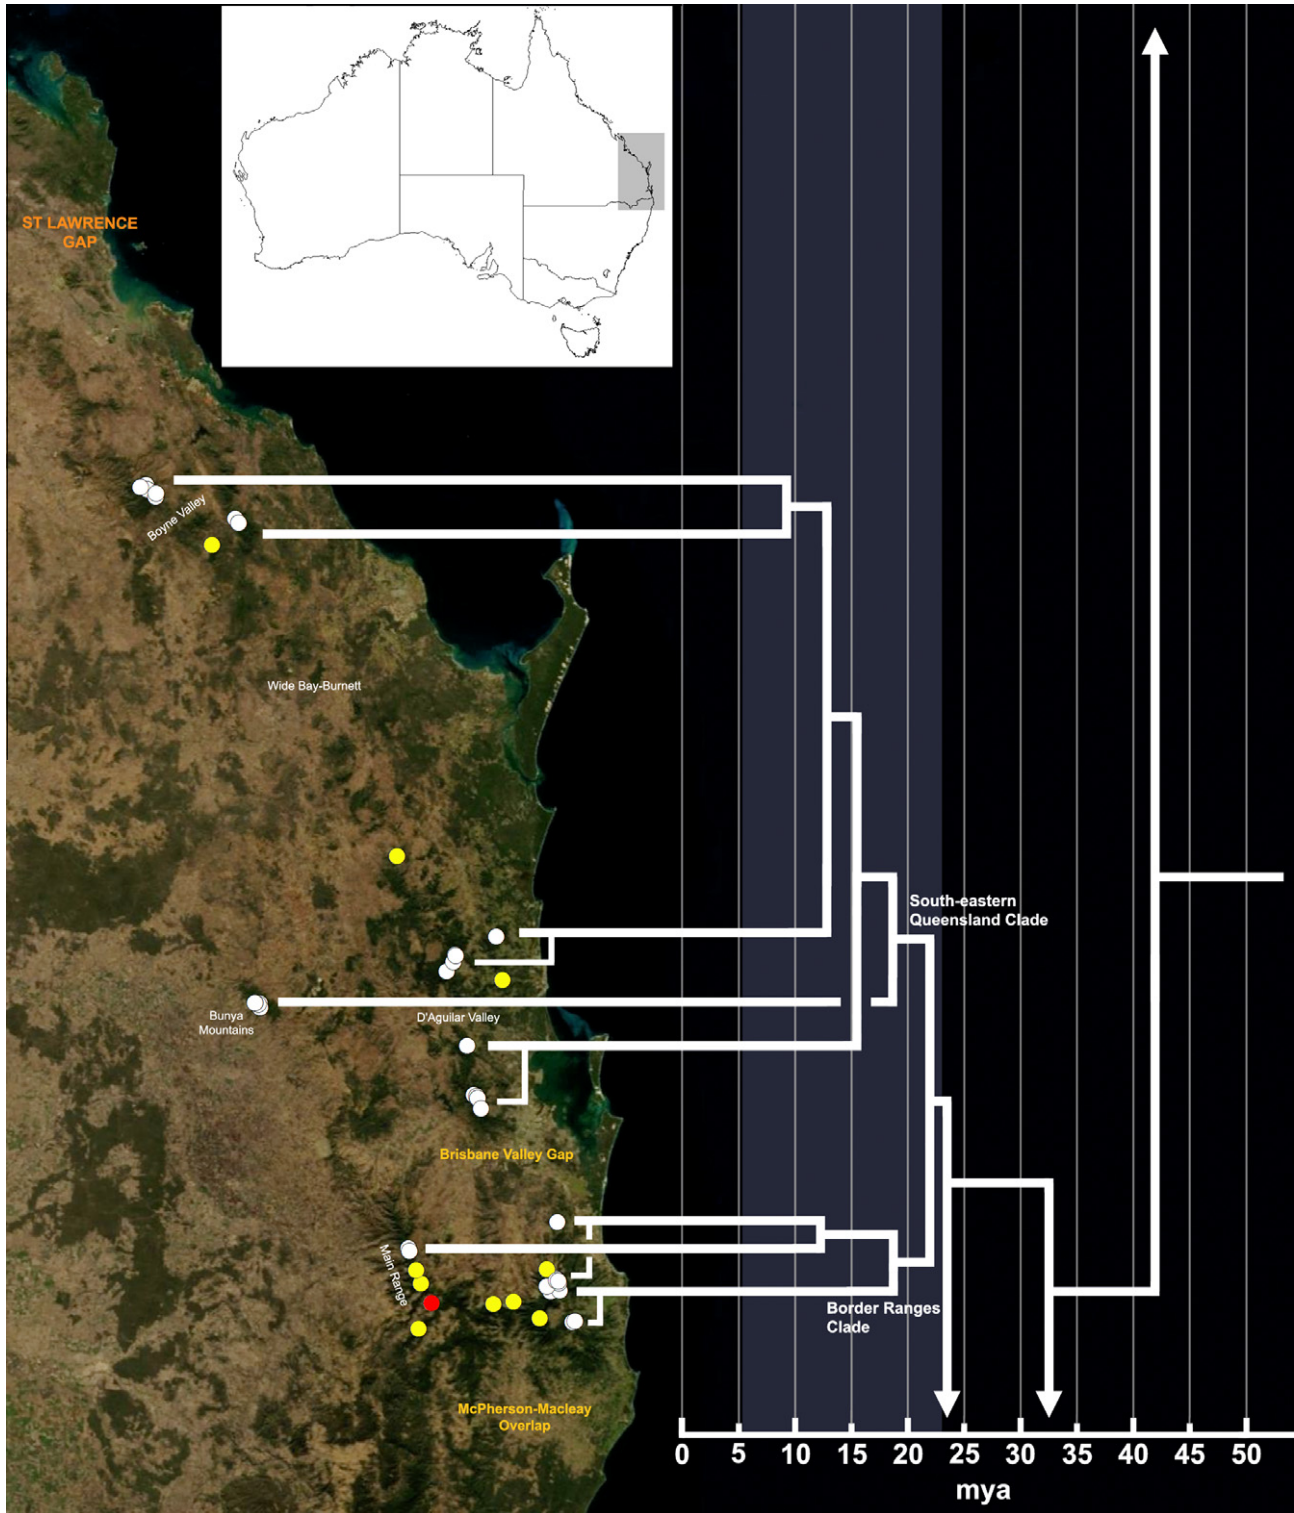 ST LAWRENCE
GAP
Boyne Valley
Wide Bay-Burnett
South-eastern
Queensland Clade
Bunya
Mountains
D'Aguilar Valley
Brisbane Valley Gap
Main Range
Border Ranges
Clade
McPherson-Macleay
Overlap
0 5 10 15 20 25 30 35 40 45 50
mya